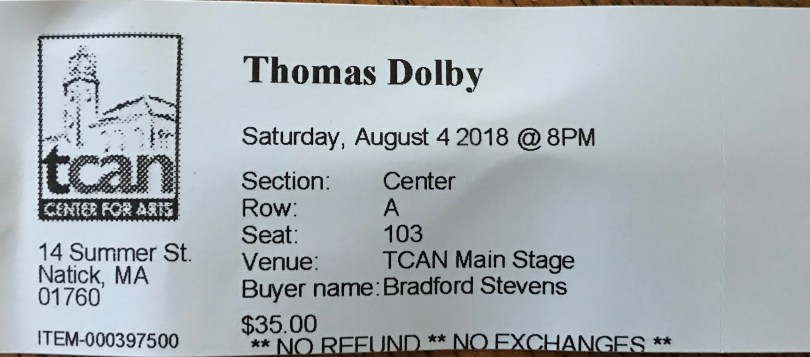 tcan
CENTER FOR ARTS
14 Summer St.
Natick, MA
01760
ITEM-000397500
Thomas Dolby
Saturday, August 4 2018 @ 8PM
Section: Center
Row: A
Seat: 103
Venue: TCAN Main Stage
Buyer name: Bradford Stevens
$35.00
** NO REFUND ** NO EXCHANGES **